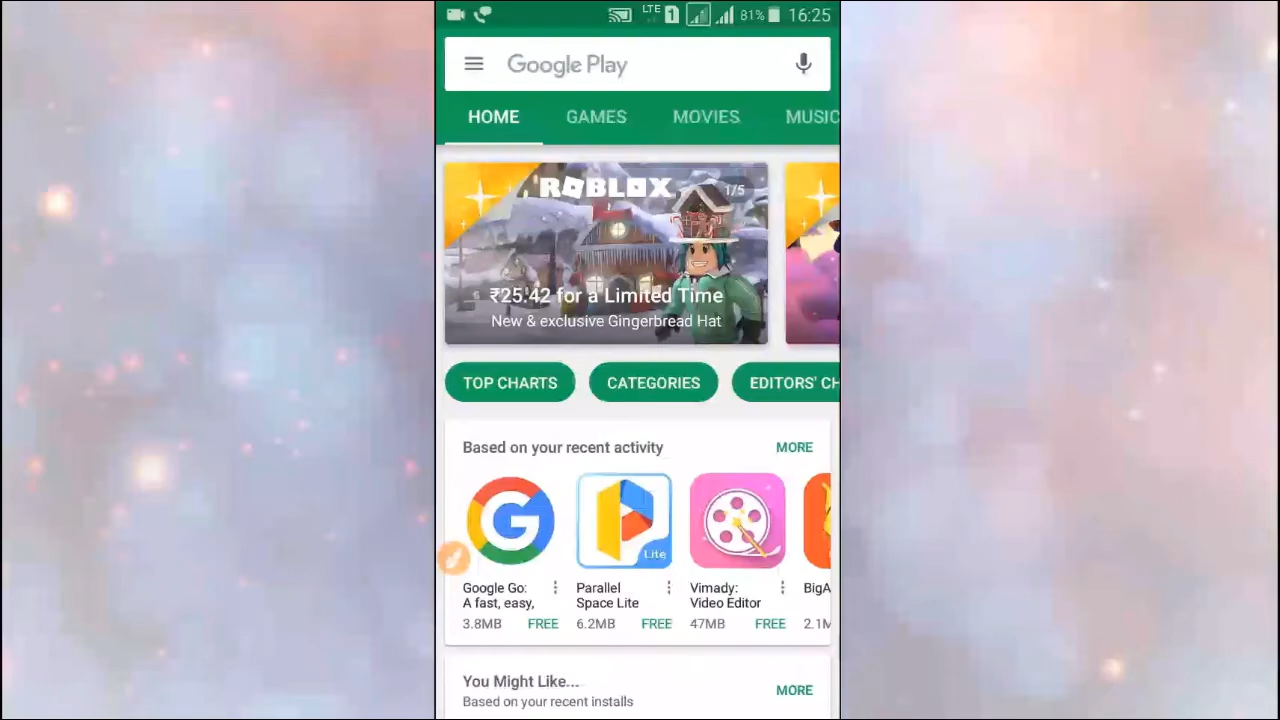 LTE 1 81% 16:25
Google Play
HOME GAMES MOVIES MUSIC
ROBLOX 1/5
₹25.42 for a Limited Time
New & exclusive Gingerbread Hat
TOP CHARTS CATEGORIES EDITORS' CH
Based on your recent activity MORE
Lite
Google Go: Parallel Vimady: BigA
A fast, easy, Space Lite Video Editor
3.8MB FREE 6.2MB FREE 47MB FREE 2.1M
You Might Like... MORE
Based on your recent installs